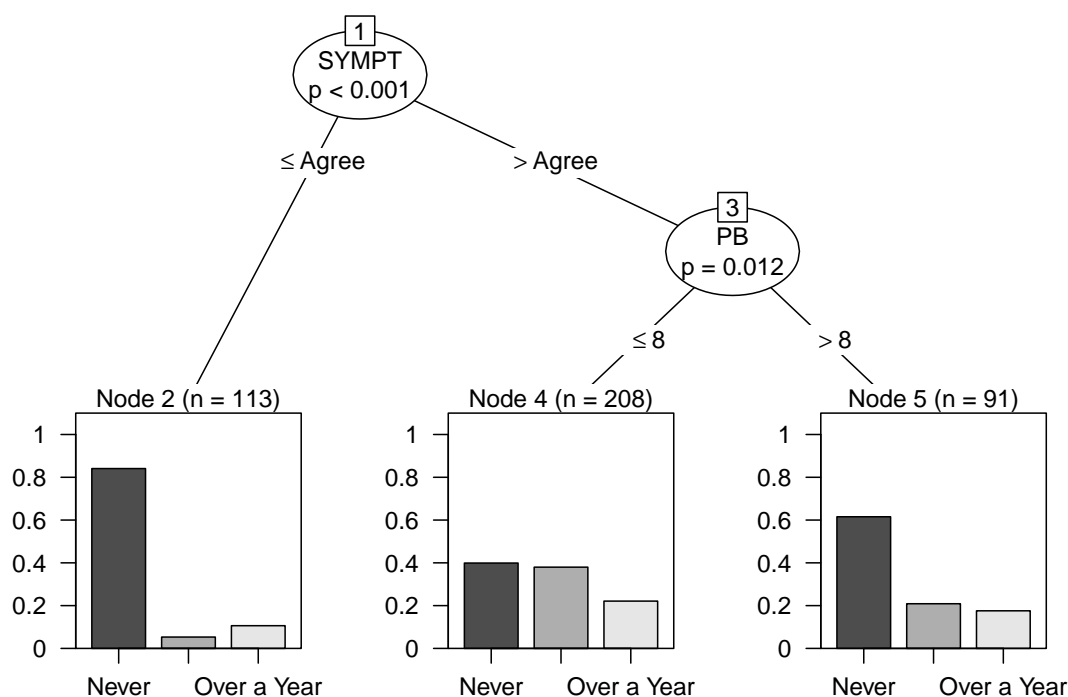 1
SYMPT
p < 0.001
≤ Agree
> Agree
3
PB
p = 0.012
≤ 8
> 8
Node 2 (n = 113)
1
0.8
0.6
0.4
0.2
0
Never
Over a Year
Node 4 (n = 208)
1
0.8
0.6
0.4
0.2
0
Never
Over a Year
Node 5 (n = 91)
1
0.8
0.6
0.4
0.2
0
Never
Over a Year